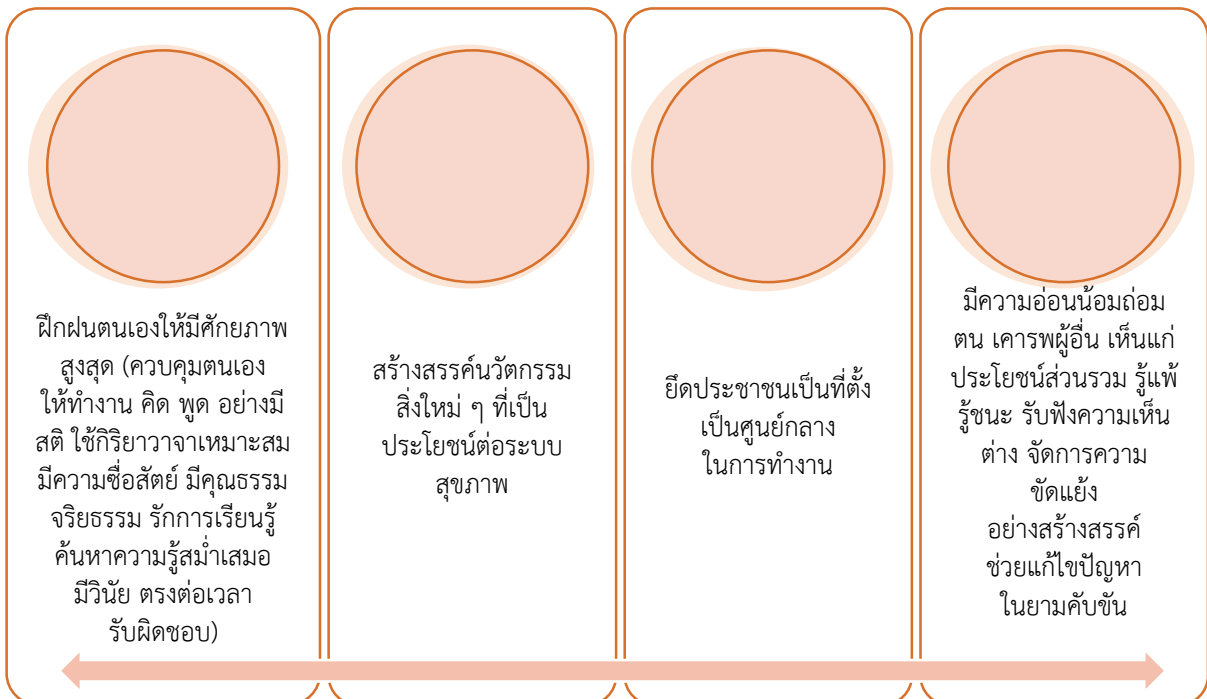 ฝึกฝนตนเองให้มีศักยภาพ
สูงสุด (ควบคุมตนเอง
ให้ทำงาน คิด พูด อย่างมี
สติ ใช้กิริยาวาจาเหมาะสม
มีความซื่อสัตย์ มีคุณธรรม
จริยธรรม รักการเรียนรู้
ค้นหาความรู้สม่ำเสมอ
มีวินัย ตรงต่อเวลา
รับผิดชอบ)
สร้างสรรค์นวัตกรรม
สิ่งใหม่ ๆ ที่เป็น
ประโยชน์ต่อระบบ
สุขภาพ
ยึดประชาชนเป็นที่ตั้ง
เป็นศูนย์กลาง
ในการทำงาน
มีความอ่อนน้อมถ่อม
ตน เคารพผู้อื่น เห็นแก่
ประโยชน์ส่วนรวม รู้แพ้
รู้ชนะ รับฟังความเห็น
ต่าง จัดการความ
ขัดแย้ง
อย่างสร้างสรรค์
ช่วยแก้ไขปัญหา
ในยามคับขัน